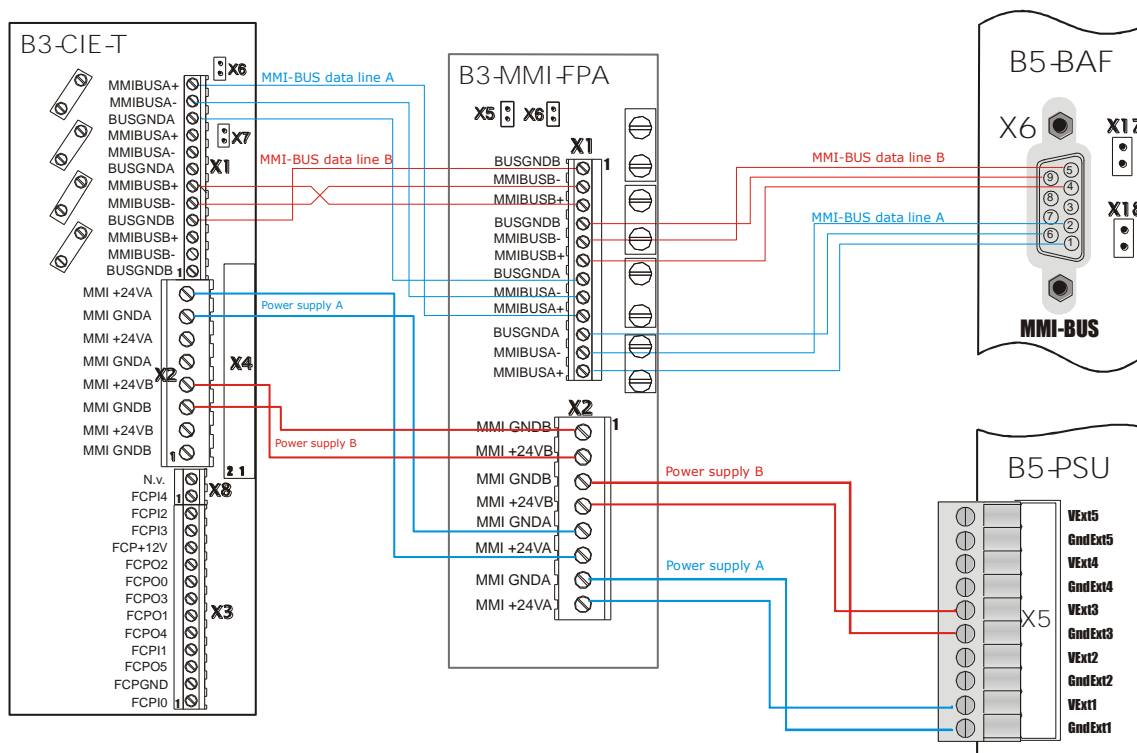 B3-CIE-T
X6
MMIBUSA+
MMIBUSA-
BUSGNDA
MMIBUSA+
X7
MMIBUSA-
BUSGNDA
X1
MMIBUSB+
MMIBUSB-
BUSGNDB
MMIBUSB+
MMIBUSB-
BUSGNDB 1
MMI +24VA
MMI GNDA
MMI +24VA
MMI GNDA
X2
X4
MMI +24VB
MMI GNDB
MMI +24VB
MMI GNDB
1
2 1
N.v.
FCPI4
1
X8
FCPI2
FCPI3
FCP+12V
FCPO2
FCPO0
FCPO3
FCPO1
X3
FCPO4
FCPI1
FCPO5
FCPGND
FCPI0
1
MMI-BUS data line A
MMI-BUS data line B
Power supply A
Power supply B
B3-MMI-FPA
X5
X6
X1
1
BUSGNDB
MMIBUSB-
MMIBUSB+
BUSGNDB
MMIBUSB-
MMIBUSB+
BUSGNDA
MMIBUSA-
MMIBUSA+
BUSGNDA
MMIBUSA-
MMIBUSA+
X2
1
MMI GNDB
MMI +24VB
MMI GNDB
MMI +24VB
MMI GNDA
MMI +24VA
MMI GNDA
MMI +24VA
MMI-BUS data line B
MMI-BUS data line A
Power supply B
Power supply A
B5-BAF
X6
X17
X18
5
9
4
8
3
7
2
6
1
MMI-BUS
B5-PSU
VExt5
GndExt5
VExt4
GndExt4
VExt3
X5
GndExt3
VExt2
GndExt2
VExt1
GndExt1